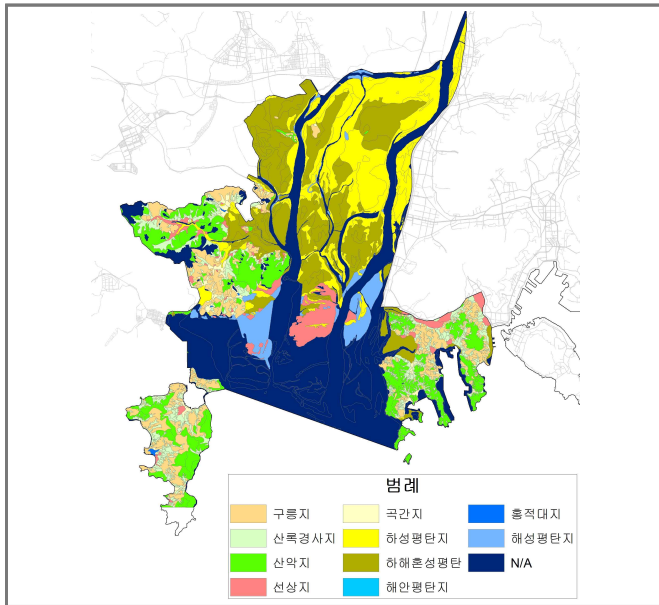 범례
구릉지 곡간지 홍적대지
산록경사지 하성평탄지 해성평탄지
산악지 하해혼성평탄 N/A
선상지 해안평탄지